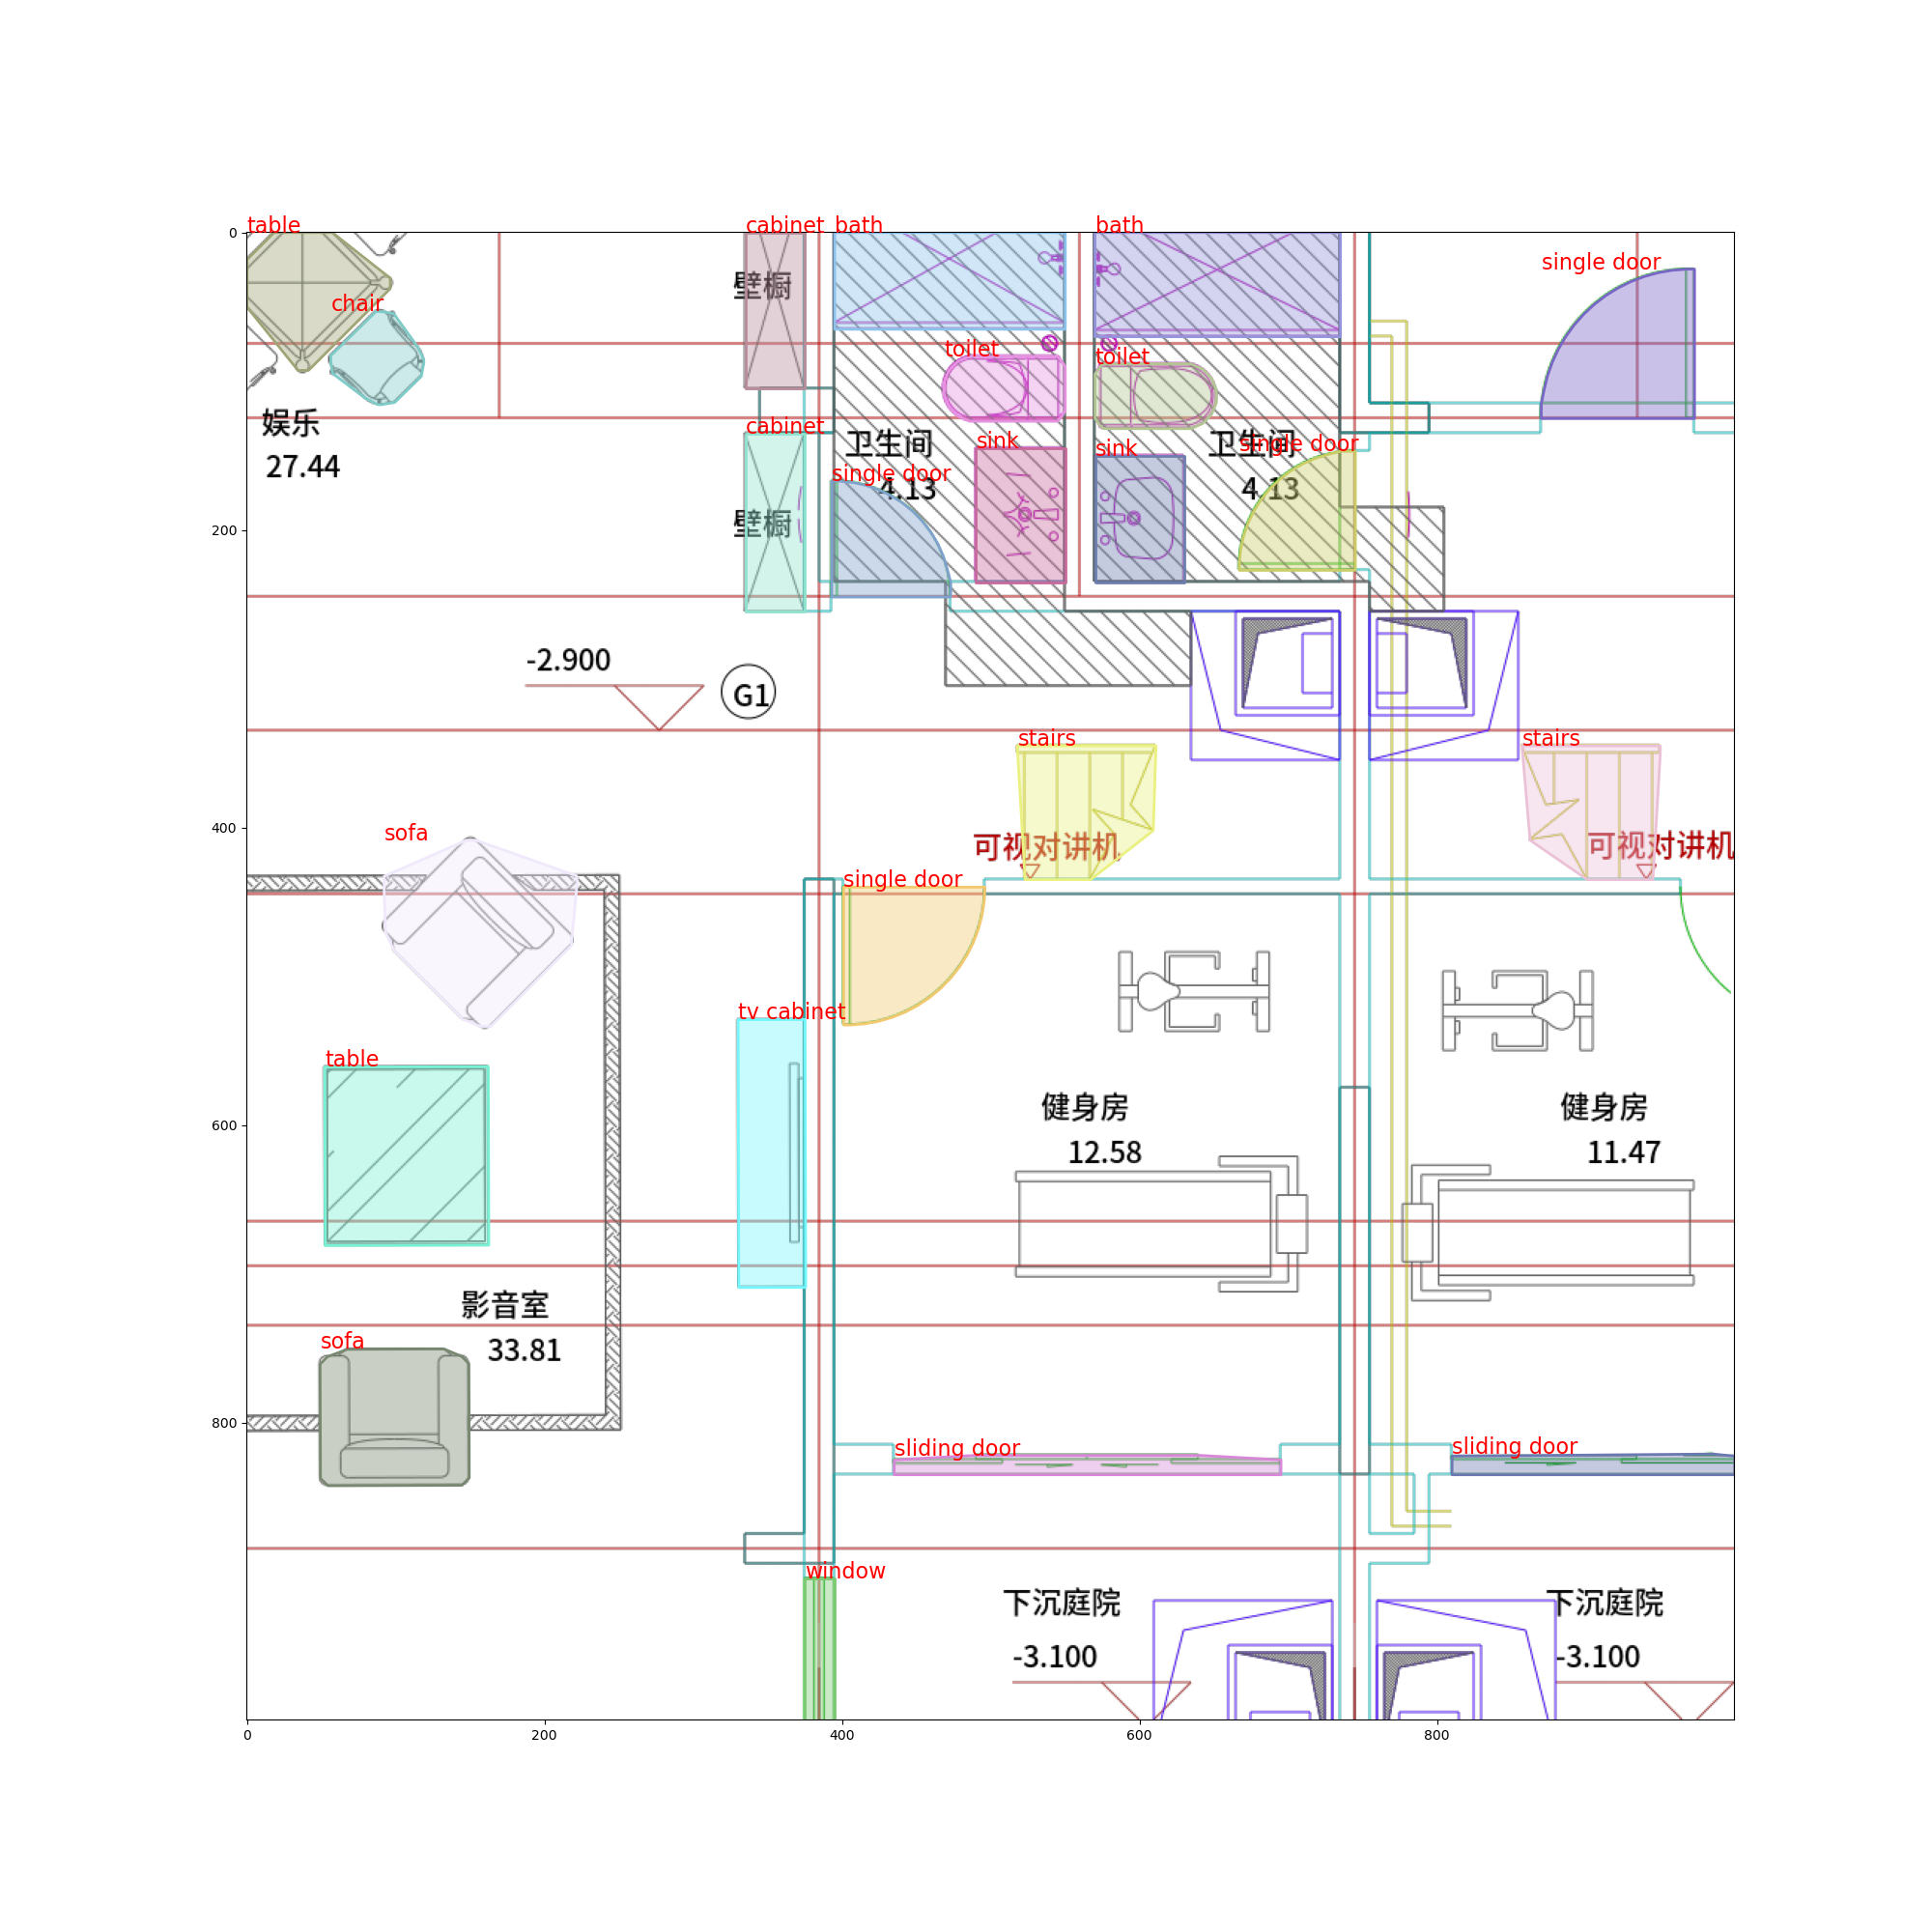 table
cabinet
bath
bath
single door
壁橱
chair
toilet
toilet
娱乐
27.44
cabinet
卫生间
4.13
sink
sink
卫生间
4.13
single door
single door
壁橱
-2.900
G1
stairs
stairs
可视对讲机
可视对讲机
sofa
single door
tv cabinet
table
健身房
12.58
健身房
11.47
影音室
33.81
sofa
sliding door
sliding door
window
下沉庭院
-3.100
下沉庭院
-3.100
0
200
400
600
800
0
200
400
600
800